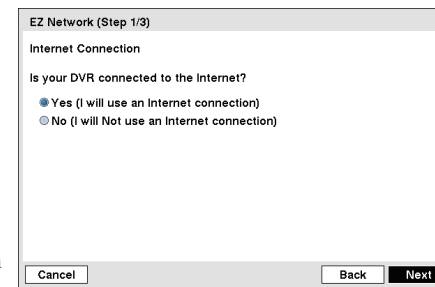 EZ Network (Step 1/3)
Internet Connection
Is your DVR connected to the Internet?
Yes (I will use an Internet connection)
No (I will Not use an Internet connection)
Cancel
Back
Next